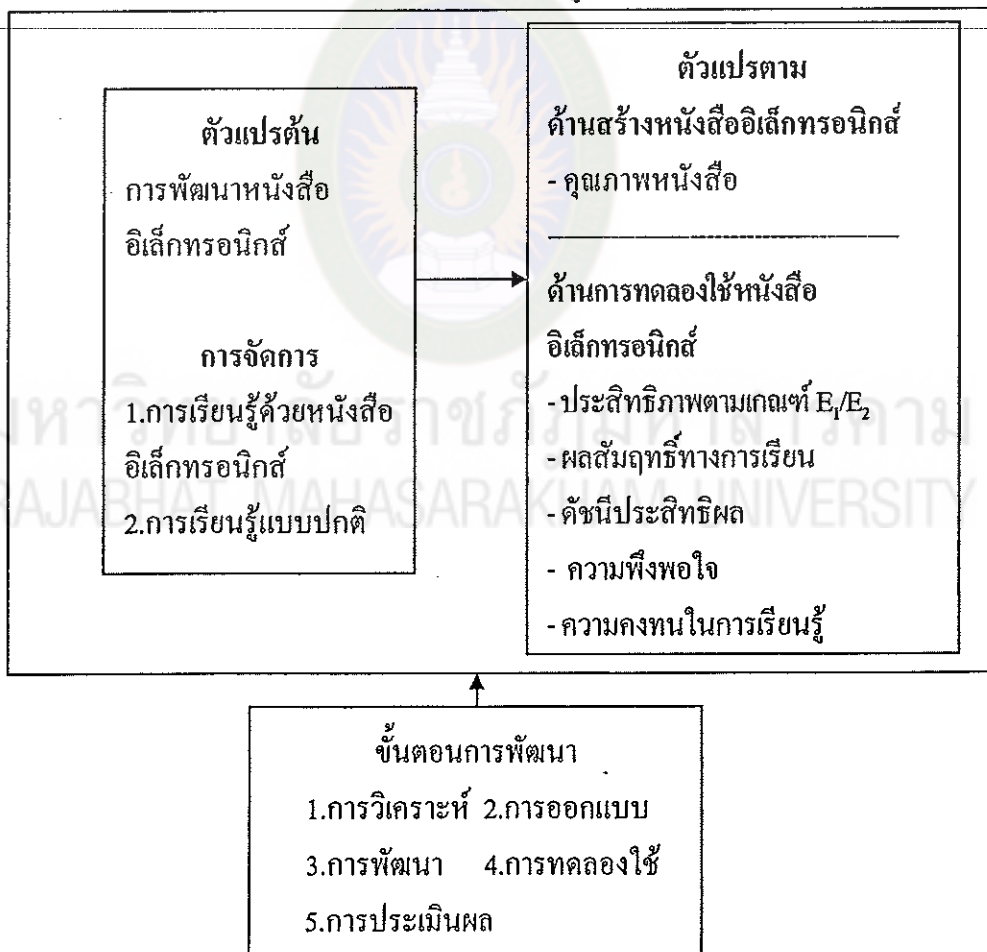 ตัวแปรต้น
การพัฒนาหนังสือ
อิเล็กทรอนิกส์
การจัดการ
1.การเรียนรู้ด้วยหนังสือ
อิเล็กทรอนิกส์
2.การเรียนรู้แบบปกติ
ตัวแปรตาม
ด้านสร้างหนังสืออิเล็กทรอนิกส์
- คุณภาพหนังสือ
ด้านการทดลองใช้หนังสือ
อิเล็กทรอนิกส์
- ประสิทธิภาพตามเกณฑ์ E₁/E₂
- ผลสัมฤทธิ์ทางการเรียน
- ดัชนีประสิทธิผล
- ความพึงพอใจ
- ความคงทนในการเรียนรู้
มหาวิทยาลัยราชภัฏมหาสารคาม
RAJABHAT MAHASARAKHAM UNIVERSITY
ขั้นตอนการพัฒนา
1.การวิเคราะห์ 2.การออกแบบ
3.การพัฒนา 4.การทดลองใช้
5.การประเมินผล